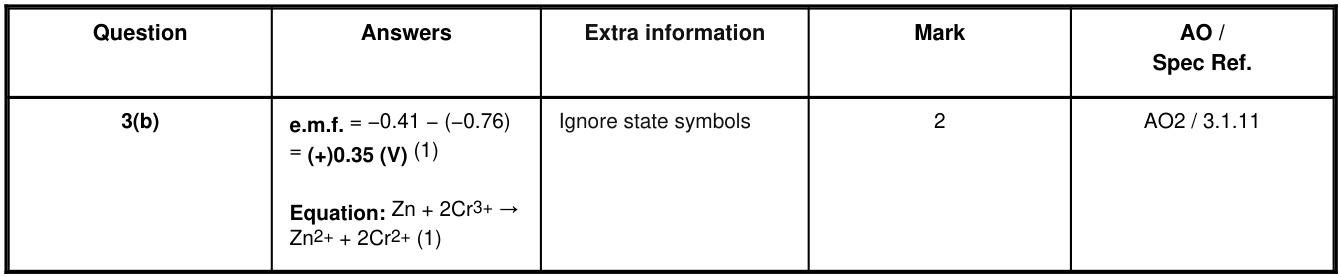 Question Answers Extra information Mark AO /
Spec Ref.
3(b) e.m.f. = −0.41 − (−0.76) Ignore state symbols 2 AO2 / 3.1.11
= (+)0.35 (V) (1)
Equation: Zn + 2Cr3+ →
Zn2+ + 2Cr2+ (1)